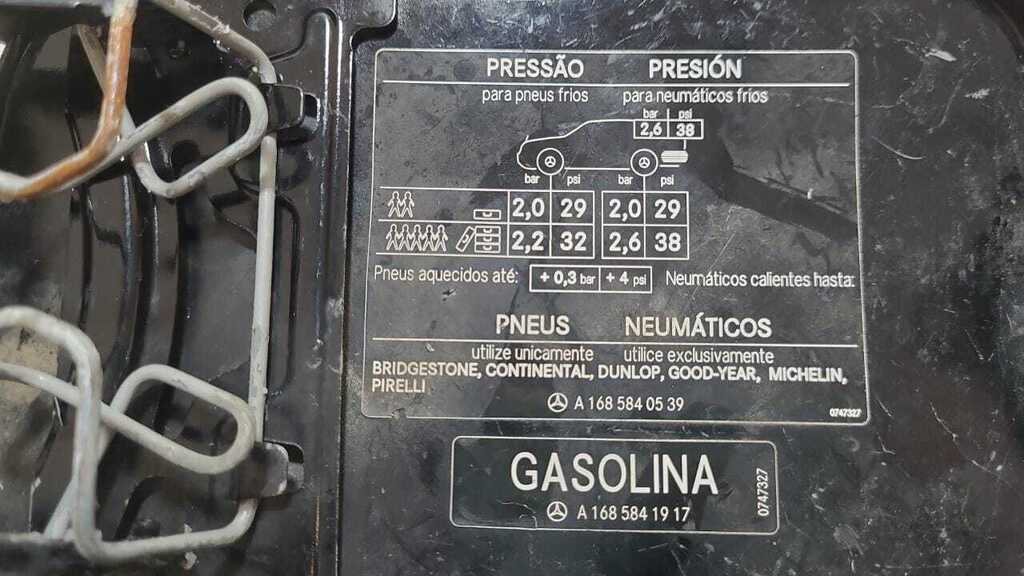 PRESSÃO PRESIÓN
para pneus frios para neumáticos frios
bar psi
2,6 38
bar psi bar psi
2,0 29 2,0 29
2,2 32 2,6 38
Pneus aquecidos até: + 0,3 bar + 4 psi Neumáticos calientes hasta:
PNEUS NEUMÁTICOS
utilize unicamente utilice exclusivamente
BRIDGESTONE, CONTINENTAL, DUNLOP, GOOD-YEAR, MICHELIN,
PIRELLI
A 168 584 05 39 0747327
GASOLINA
A 168 584 19 17
0747327